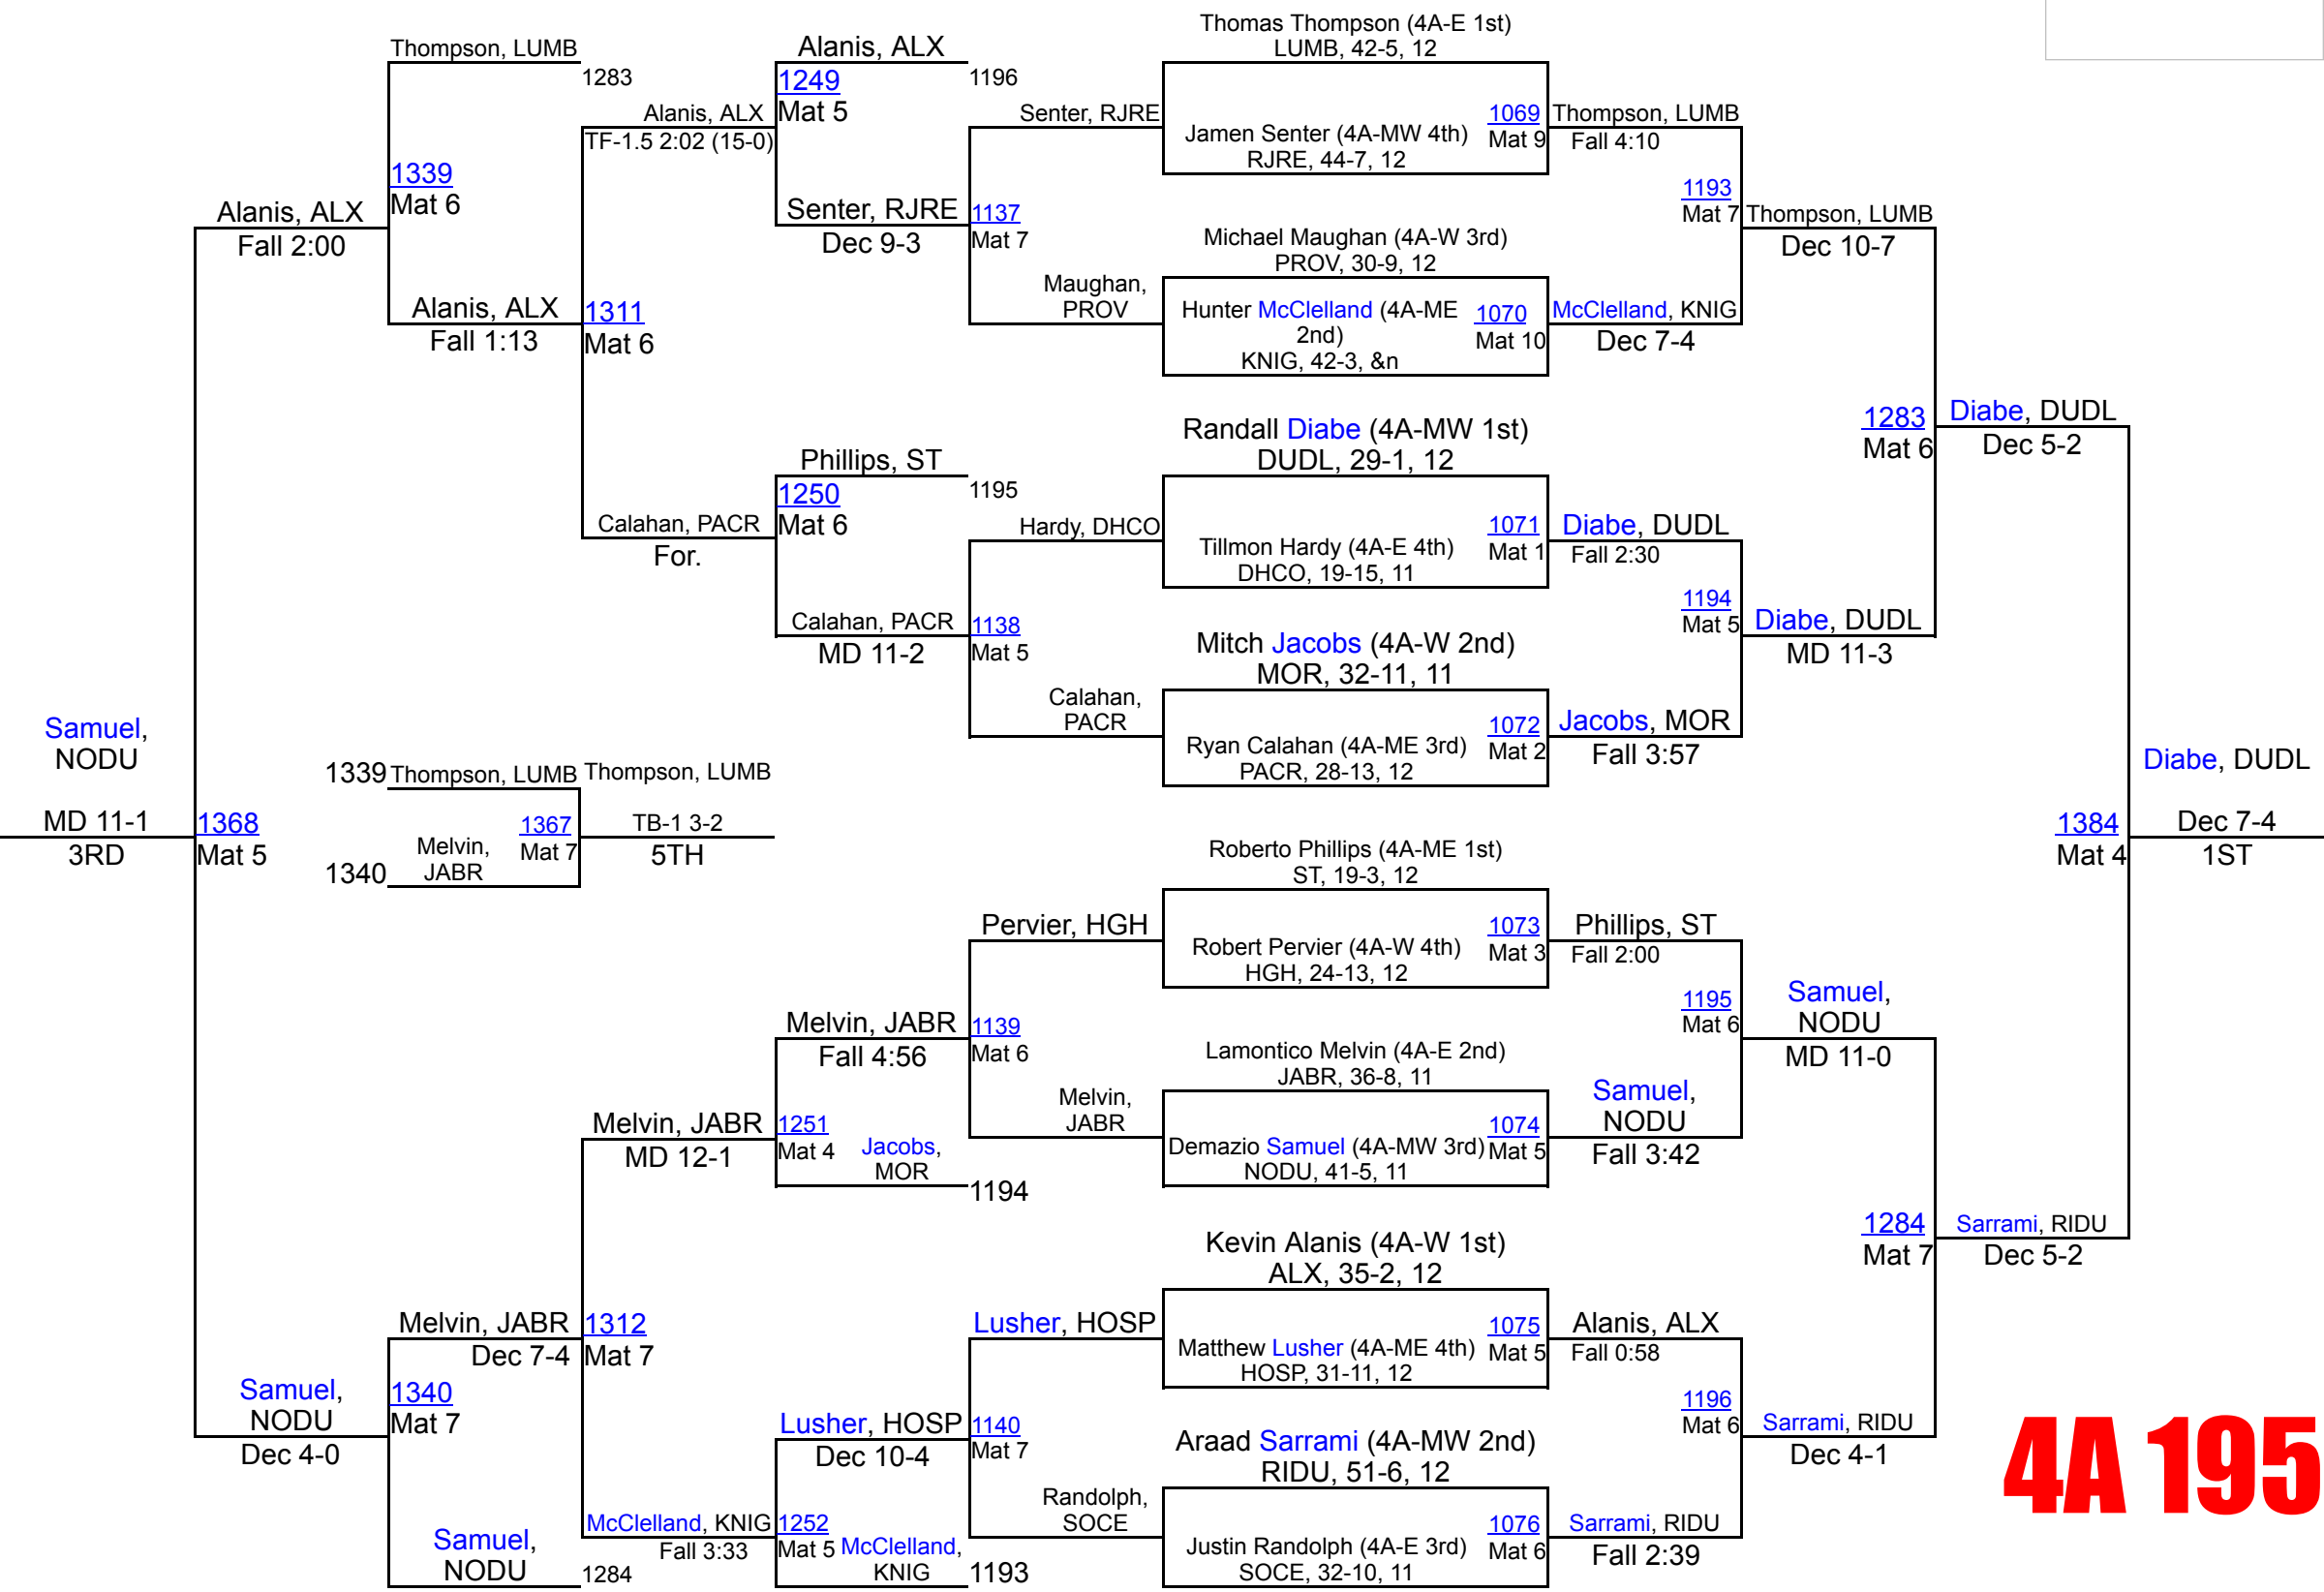 Thomas Thompson (4A-E 1st)
LUMB, 42-5, 12
Thompson, LUMB
1283
Alanis, ALX
1249
Mat 5
1196
Alanis, ALX
TF-1.5 2:02 (15-0)
Senter, RJRE
Jamen Senter (4A-MW 4th)
RJRE, 44-7, 12
1069
Mat 9
Thompson, LUMB
Fall 4:10
1339
Mat 6
Alanis, ALX
Fall 2:00
Senter, RJRE
Dec 9-3
1137
Mat 7
1193
Mat 7
Thompson, LUMB
Dec 10-7
Michael Maughan (4A-W 3rd)
PROV, 30-9, 12
Maughan,
PROV
Alanis, ALX
Fall 1:13
1311
Mat 6
Hunter McClelland (4A-ME
2nd)
KNIG, 42-3, &n
1070
Mat 10
McClelland, KNIG
Dec 7-4
Randall Diabe (4A-MW 1st)
DUDL, 29-1, 12
1283
Mat 6
Diabe, DUDL
Dec 5-2
Phillips, ST
1250
Mat 6
1195
Calahan, PACR
For.
Hardy, DHCO
Tillmon Hardy (4A-E 4th)
DHCO, 19-15, 11
1071
Mat 1
Diabe, DUDL
Fall 2:30
Calahan, PACR
MD 11-2
1138
Mat 5
1194
Mat 5
Diabe, DUDL
MD 11-3
Mitch Jacobs (4A-W 2nd)
MOR, 32-11, 11
Calahan,
PACR
Ryan Calahan (4A-ME 3rd)
PACR, 28-13, 12
1072
Mat 2
Jacobs, MOR
Fall 3:57
Samuel,
NODU
MD 11-1
3RD
1368
Mat 5
1339
Thompson, LUMB
1340
Melvin,
JABR
1367
Mat 7
Thompson, LUMB
TB-1 3-2
5TH
Diabe, DUDL
1384
Mat 4
Dec 7-4
1ST
Roberto Phillips (4A-ME 1st)
ST, 19-3, 12
Pervier, HGH
Robert Pervier (4A-W 4th)
HGH, 24-13, 12
1073
Mat 3
Phillips, ST
Fall 2:00
Melvin, JABR
Fall 4:56
1139
Mat 6
1195
Mat 6
Samuel,
NODU
MD 11-0
Lamontico Melvin (4A-E 2nd)
JABR, 36-8, 11
Melvin,
JABR
Demazio Samuel (4A-MW 3rd)
NODU, 41-5, 11
1074
Mat 5
Samuel,
NODU
Fall 3:42
Melvin, JABR
MD 12-1
1251
Mat 4
Jacobs,
MOR
1194
Kevin Alanis (4A-W 1st)
ALX, 35-2, 12
1284
Mat 7
Sarrami, RIDU
Dec 5-2
Melvin, JABR
Dec 7-4
1312
Mat 7
Lusher, HOSP
Matthew Lusher (4A-ME 4th)
HOSP, 31-11, 12
1075
Mat 5
Alanis, ALX
Fall 0:58
Samuel,
NODU
Dec 4-0
1340
Mat 7
Lusher, HOSP
Dec 10-4
1140
Mat 7
1196
Mat 6
Sarrami, RIDU
Dec 4-1
Araad Sarrami (4A-MW 2nd)
RIDU, 51-6, 12
Randolph,
SOCE
Justin Randolph (4A-E 3rd)
SOCE, 32-10, 11
1076
Mat 6
Sarrami, RIDU
Fall 2:39
McClelland, KNIG
Fall 3:33
1252
Mat 5
McClelland,
KNIG
1193
Samuel,
NODU
1284
4A 195